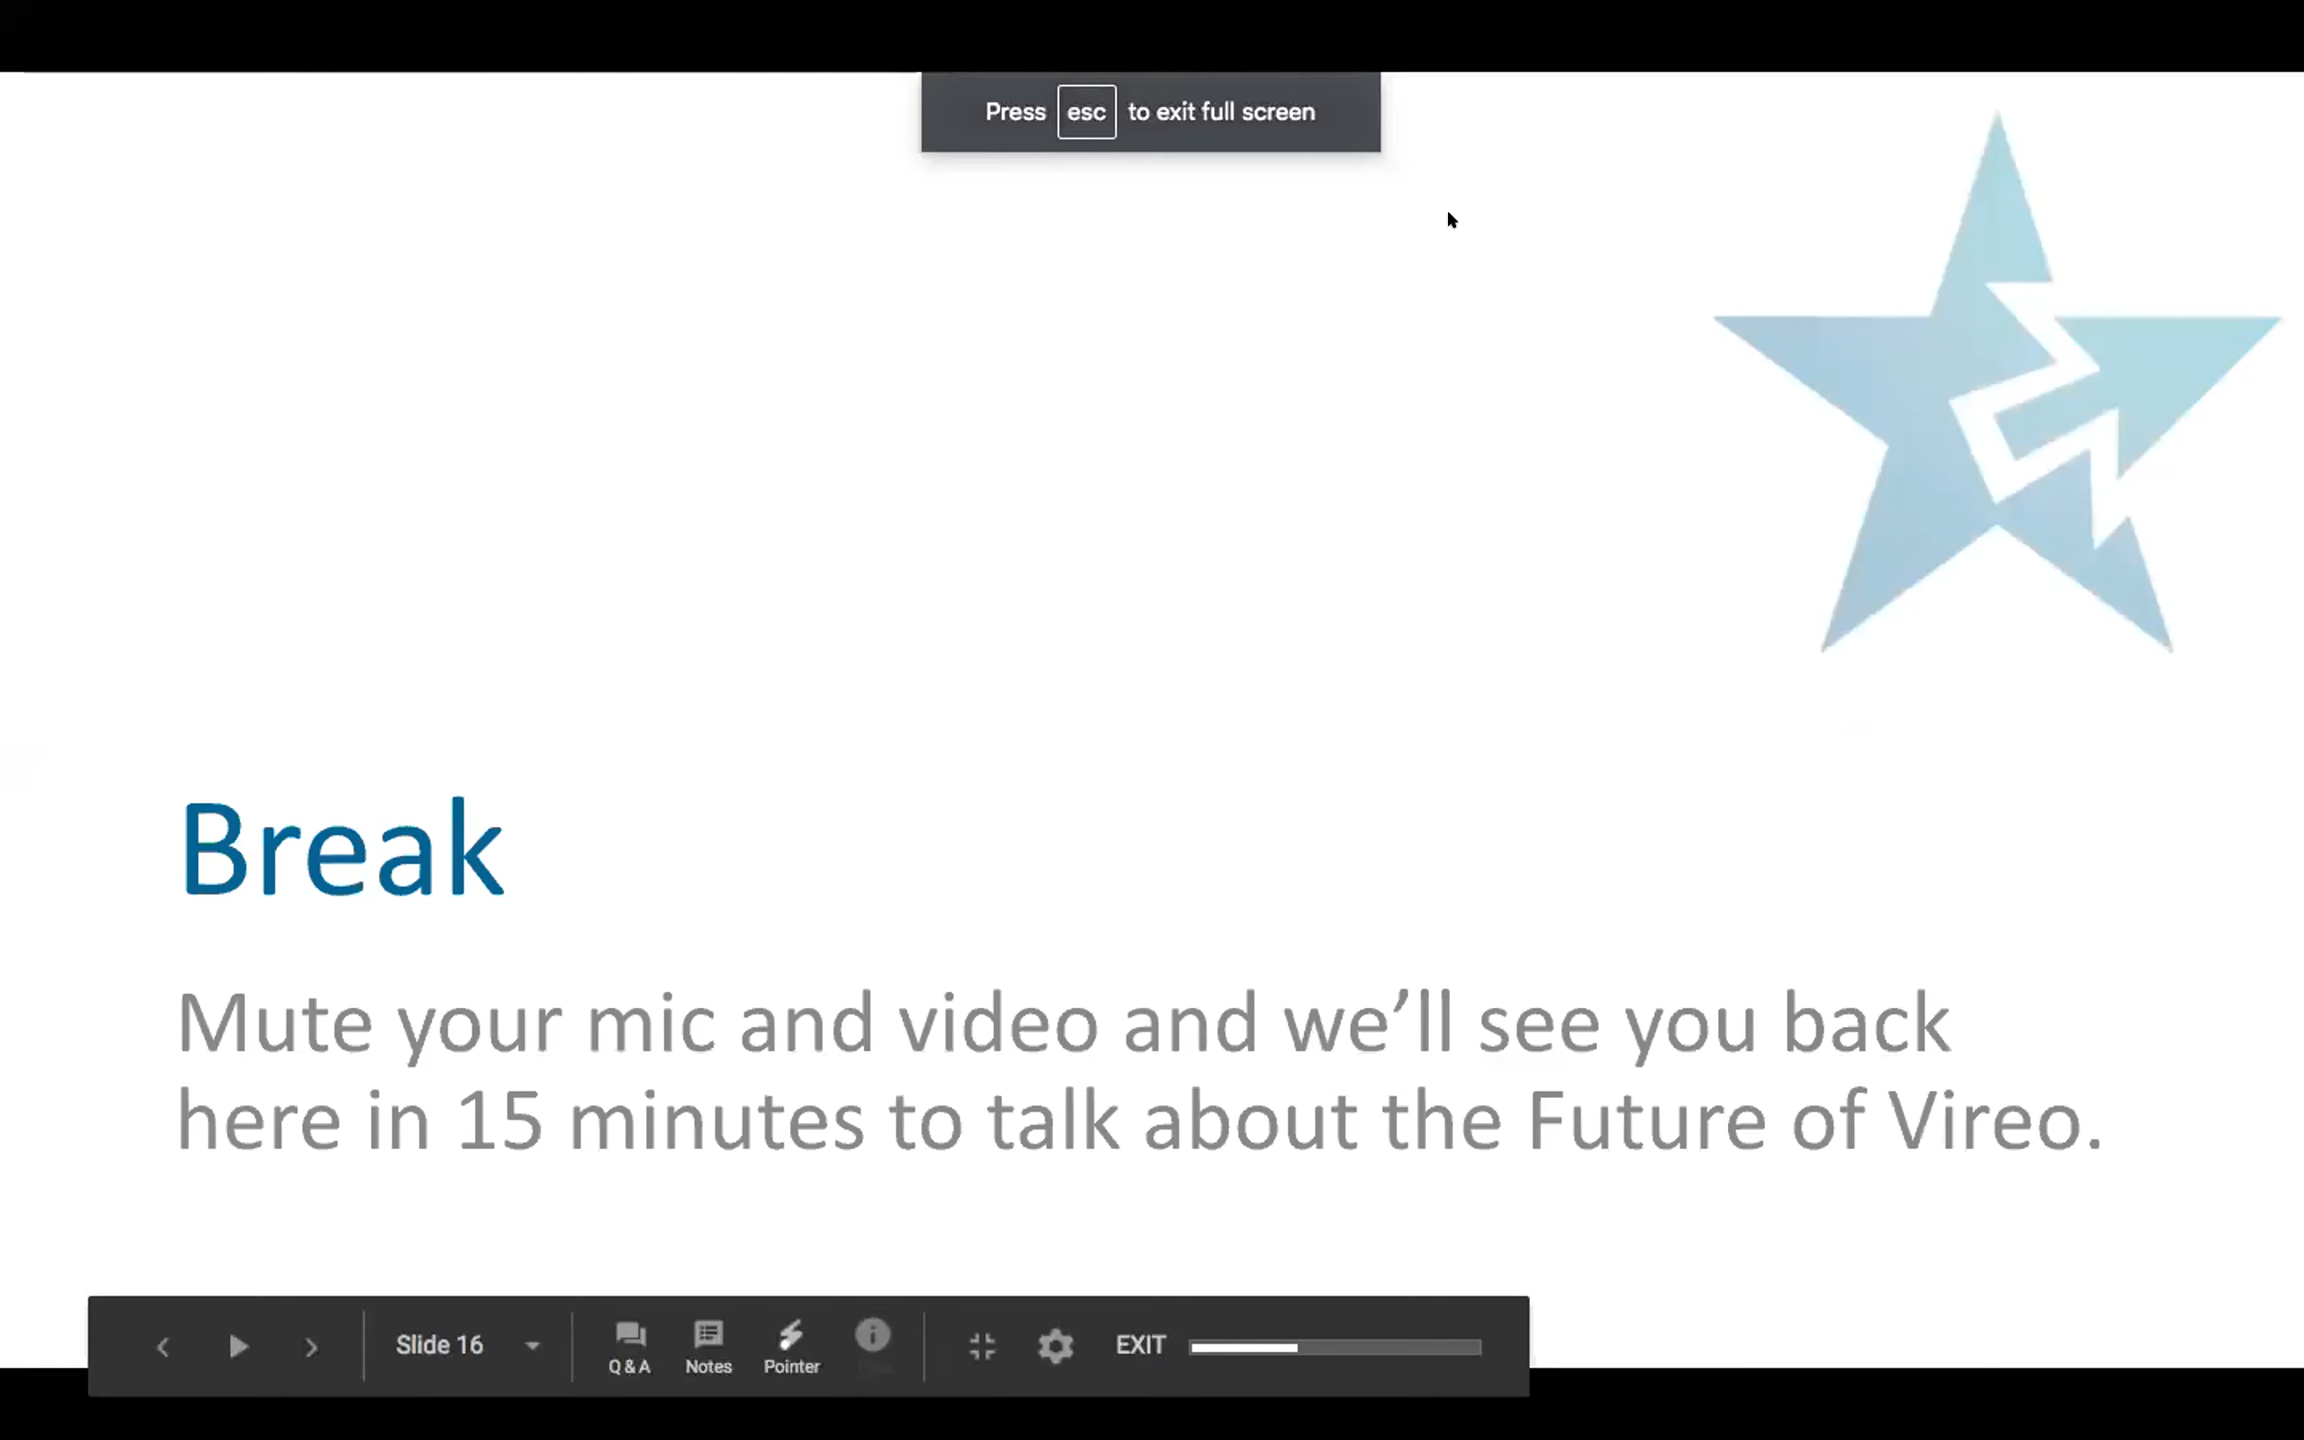 Press esc to exit full screen
Break
Mute your mic and video and we’ll see you back
here in 15 minutes to talk about the Future of Vireo.
Slide 16
Q & A
Notes
Pointer
EXIT